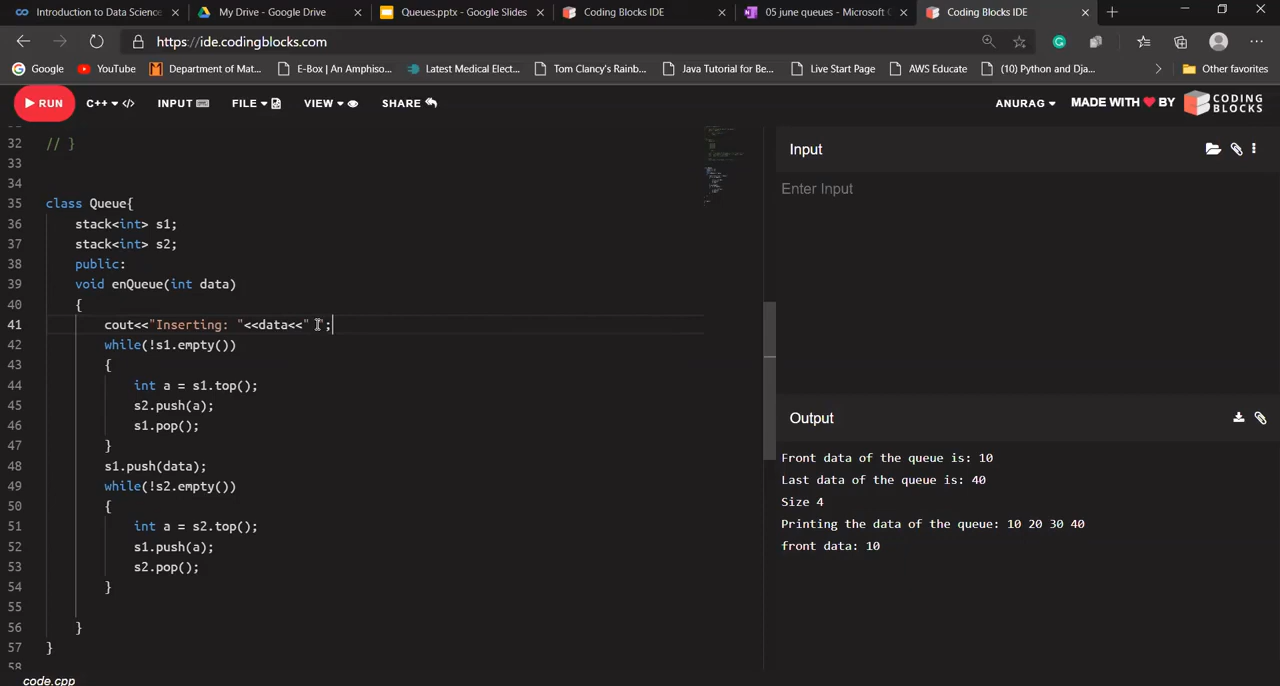 Introduction to Data Science
My Drive - Google Drive
Queues.pptx - Google Slides
Coding Blocks IDE
05 june queues - Microsoft
Coding Blocks IDE
https://ide.codingblocks.com
Google
YouTube
Department of Mat...
E-Box | An Amphiso...
Latest Medical Elect...
Tom Clancy's Rainb...
Java Tutorial for Be...
Live Start Page
AWS Educate
(10) Python and Dja...
Other favorites
RUN
C++
INPUT
FILE
VIEW
SHARE
ANURAG
MADE WITH ❤ BY
CODING
BLOCKS
32 // }
33
34
35 class Queue{
36 stack<int> s1;
37 stack<int> s2;
38 public:
39 void enQueue(int data)
40 {
41 cout<<"Inserting: "<<data<<" ";
42 while(!s1.empty())
43 {
44 int a = s1.top();
45 s2.push(a);
46 s1.pop();
47 }
48 s1.push(data);
49 while(!s2.empty())
50 {
51 int a = s2.top();
52 s1.push(a);
53 s2.pop();
54 }
55
56 }
57 }
58
code.cpp
Input
Enter Input
Output
Front data of the queue is: 10
Last data of the queue is: 40
Size 4
Printing the data of the queue: 10 20 30 40
front data: 10